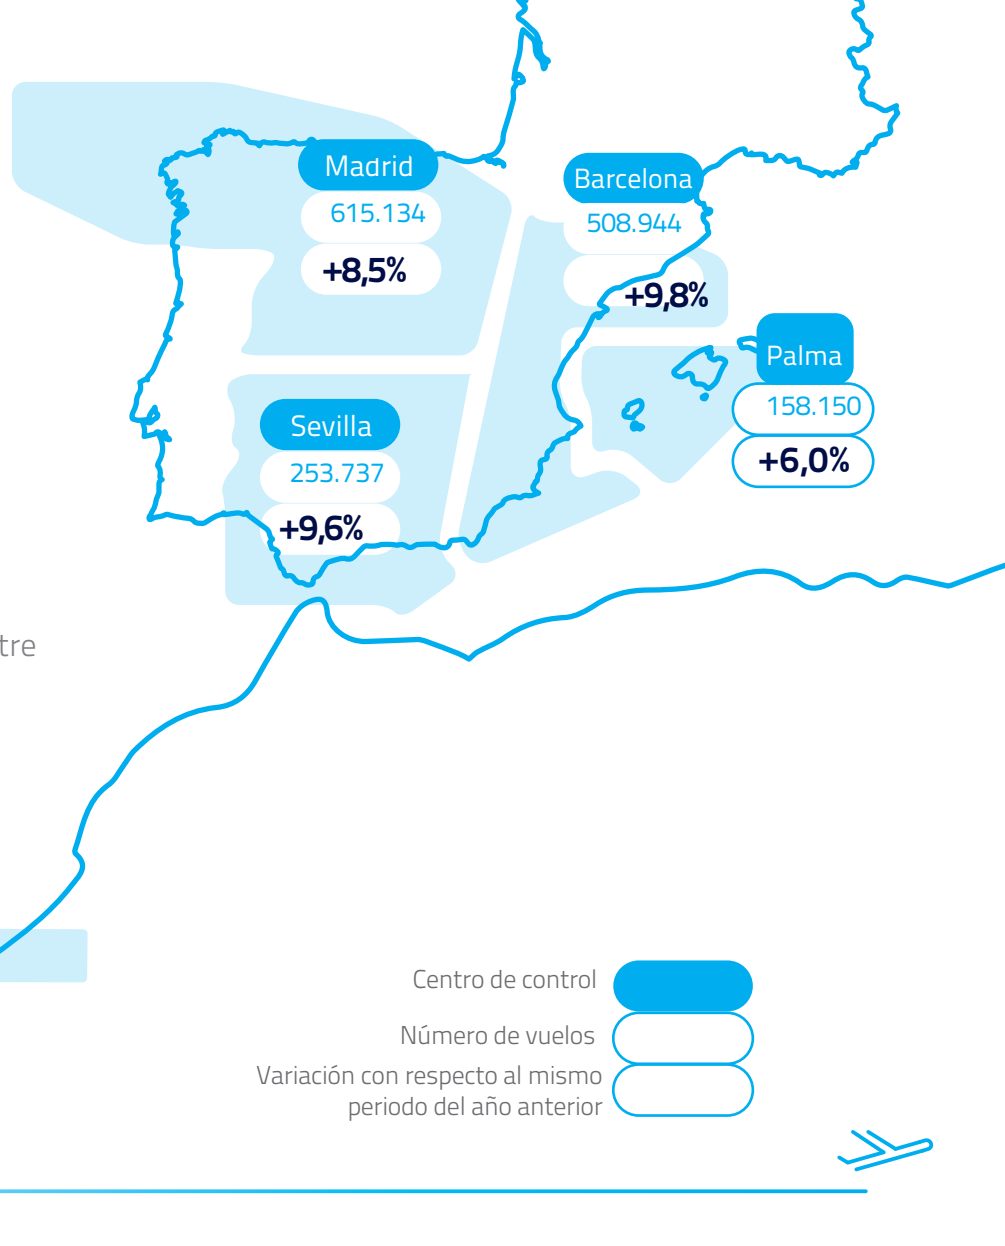 Madrid
615.134
+8,5%
Barcelona
508.944
+9,8%
Palma
158.150
+6,0%
Sevilla
253.737
+9,6%
tre
Centro de control
Número de vuelos
Variación con respecto al mismo
periodo del año anterior